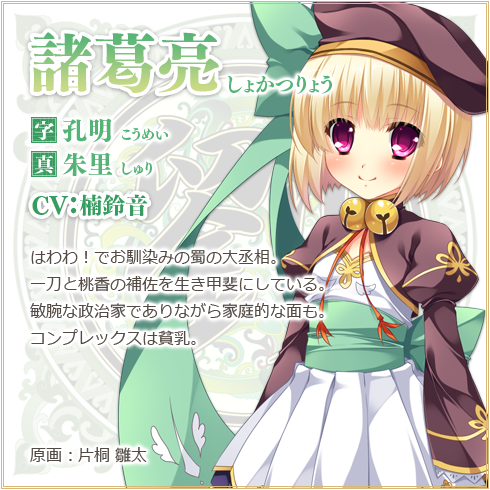 諸葛亮 しょかつりょう
字 孔明 こうめい
真 朱里 しゅり
CV:楠鈴音
はわわ！でお馴染みの蜀の大丞相。
一刀と桃香の補佐を生き甲斐にしている。
敏腕な政治家でありながら家庭的な面も。
コンプレックスは貧乳。
原画：片桐 雛太